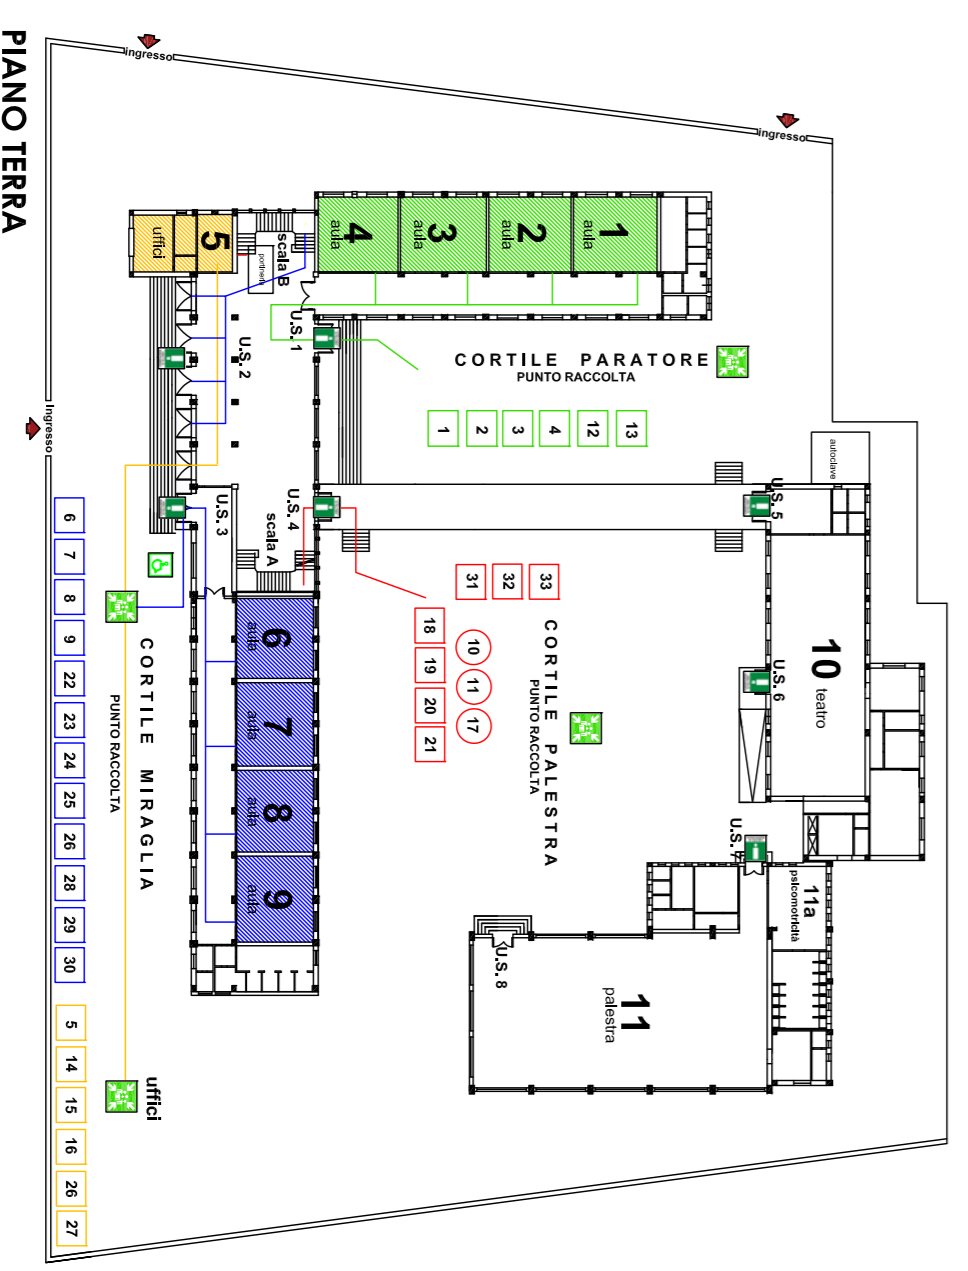 PIANO TERRA
ingresso
ingresso
Ingresso
uffici
5
scala B
portineria
4
aula
3
aula
2
aula
1
aula
U.S. 1
U.S. 2
CORTILE PARATORE
PUNTO RACCOLTA
1
2
3
4
12
13
autoclave
U.S. 3
scala A
U.S. 4
U.S. 5
6
aula
7
aula
8
aula
9
aula
31
32
33
18
19
20
21
10
11
17
CORTILE PALESTRA
PUNTO RACCOLTA
10
teatro
U.S. 6
U.S. 7
11a
psicomotricità
U.S. 8
11
palestra
CORTILE MIRAGLIA
PUNTO RACCOLTA
6
7
8
9
22
23
24
25
26
28
29
30
uffici
5
14
15
16
26
27